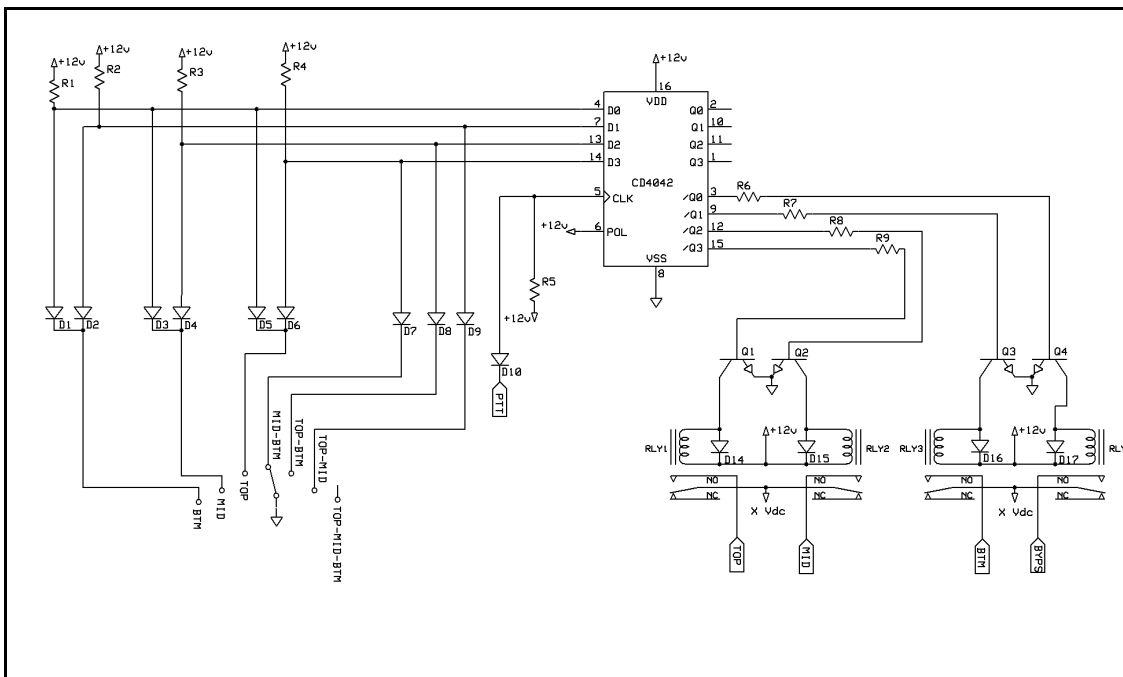 +12v
+12v
+12v
+12v
+12v
R1
R2
R3
R4
16
VDD
4 D0 Q0 2
7 D1 Q1 10
13 D2 Q2 11
14 D3 Q3 1
CD4042
5 CLK /Q0 3 R6
/Q1 9 R7
+12v 6 POL /Q2 12 R8
/Q3 15 R9
VSS
8
R5
+12v
D1 D2 D3 D4 D5 D6 D7 D8 D9
D10
PTT
Q1 Q2 Q3 Q4
+12v +12v
RLY1 D14 D15 RLY2 RLY3 D16 D17 RLY
NO NO NO NO
NC NC NC NC
X Vdc X Vdc
TOP MID BTM BYPS
BTM
MID
TOP
MID-BTM
TOP-BTM
TOP-MID
TOP-MID-BTM